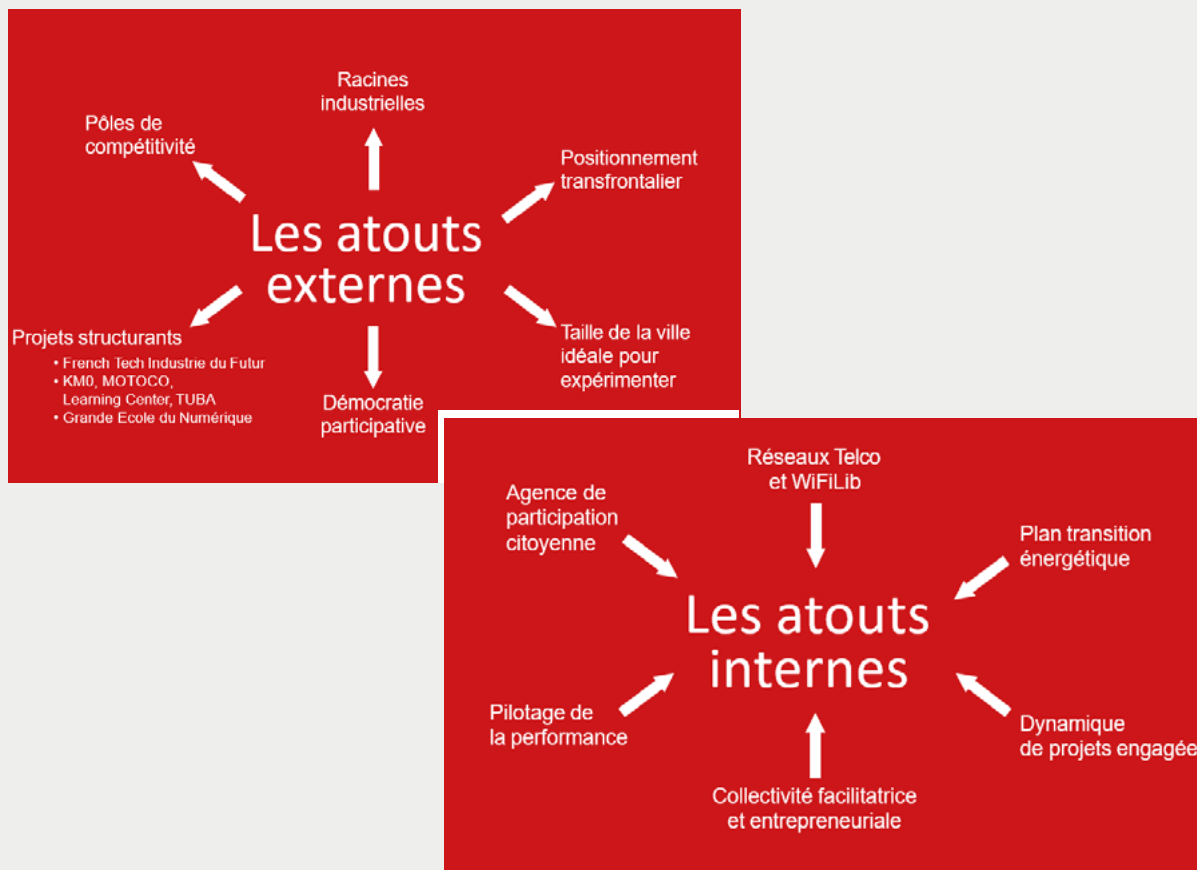 Racines
industrielles
Pôles de
compétitivité
Positionnement
transfrontalier
Les atouts
externes
Projets structurants
• French Tech Industrie du Futur
• KM0, MOTOCO,
Learning Center, TUBA
• Grande Ecole du Numérique
Taille de la ville
idéale pour
expérimenter
Démocratie
participative
Réseaux Telco
et WiFiLib
Agence de
participation
citoyenne
Plan transition
énergétique
Les atouts
internes
Pilotage de
la performance
Dynamique
de projets engagée
Collectivité facilitatrice
et entrepreneuriale